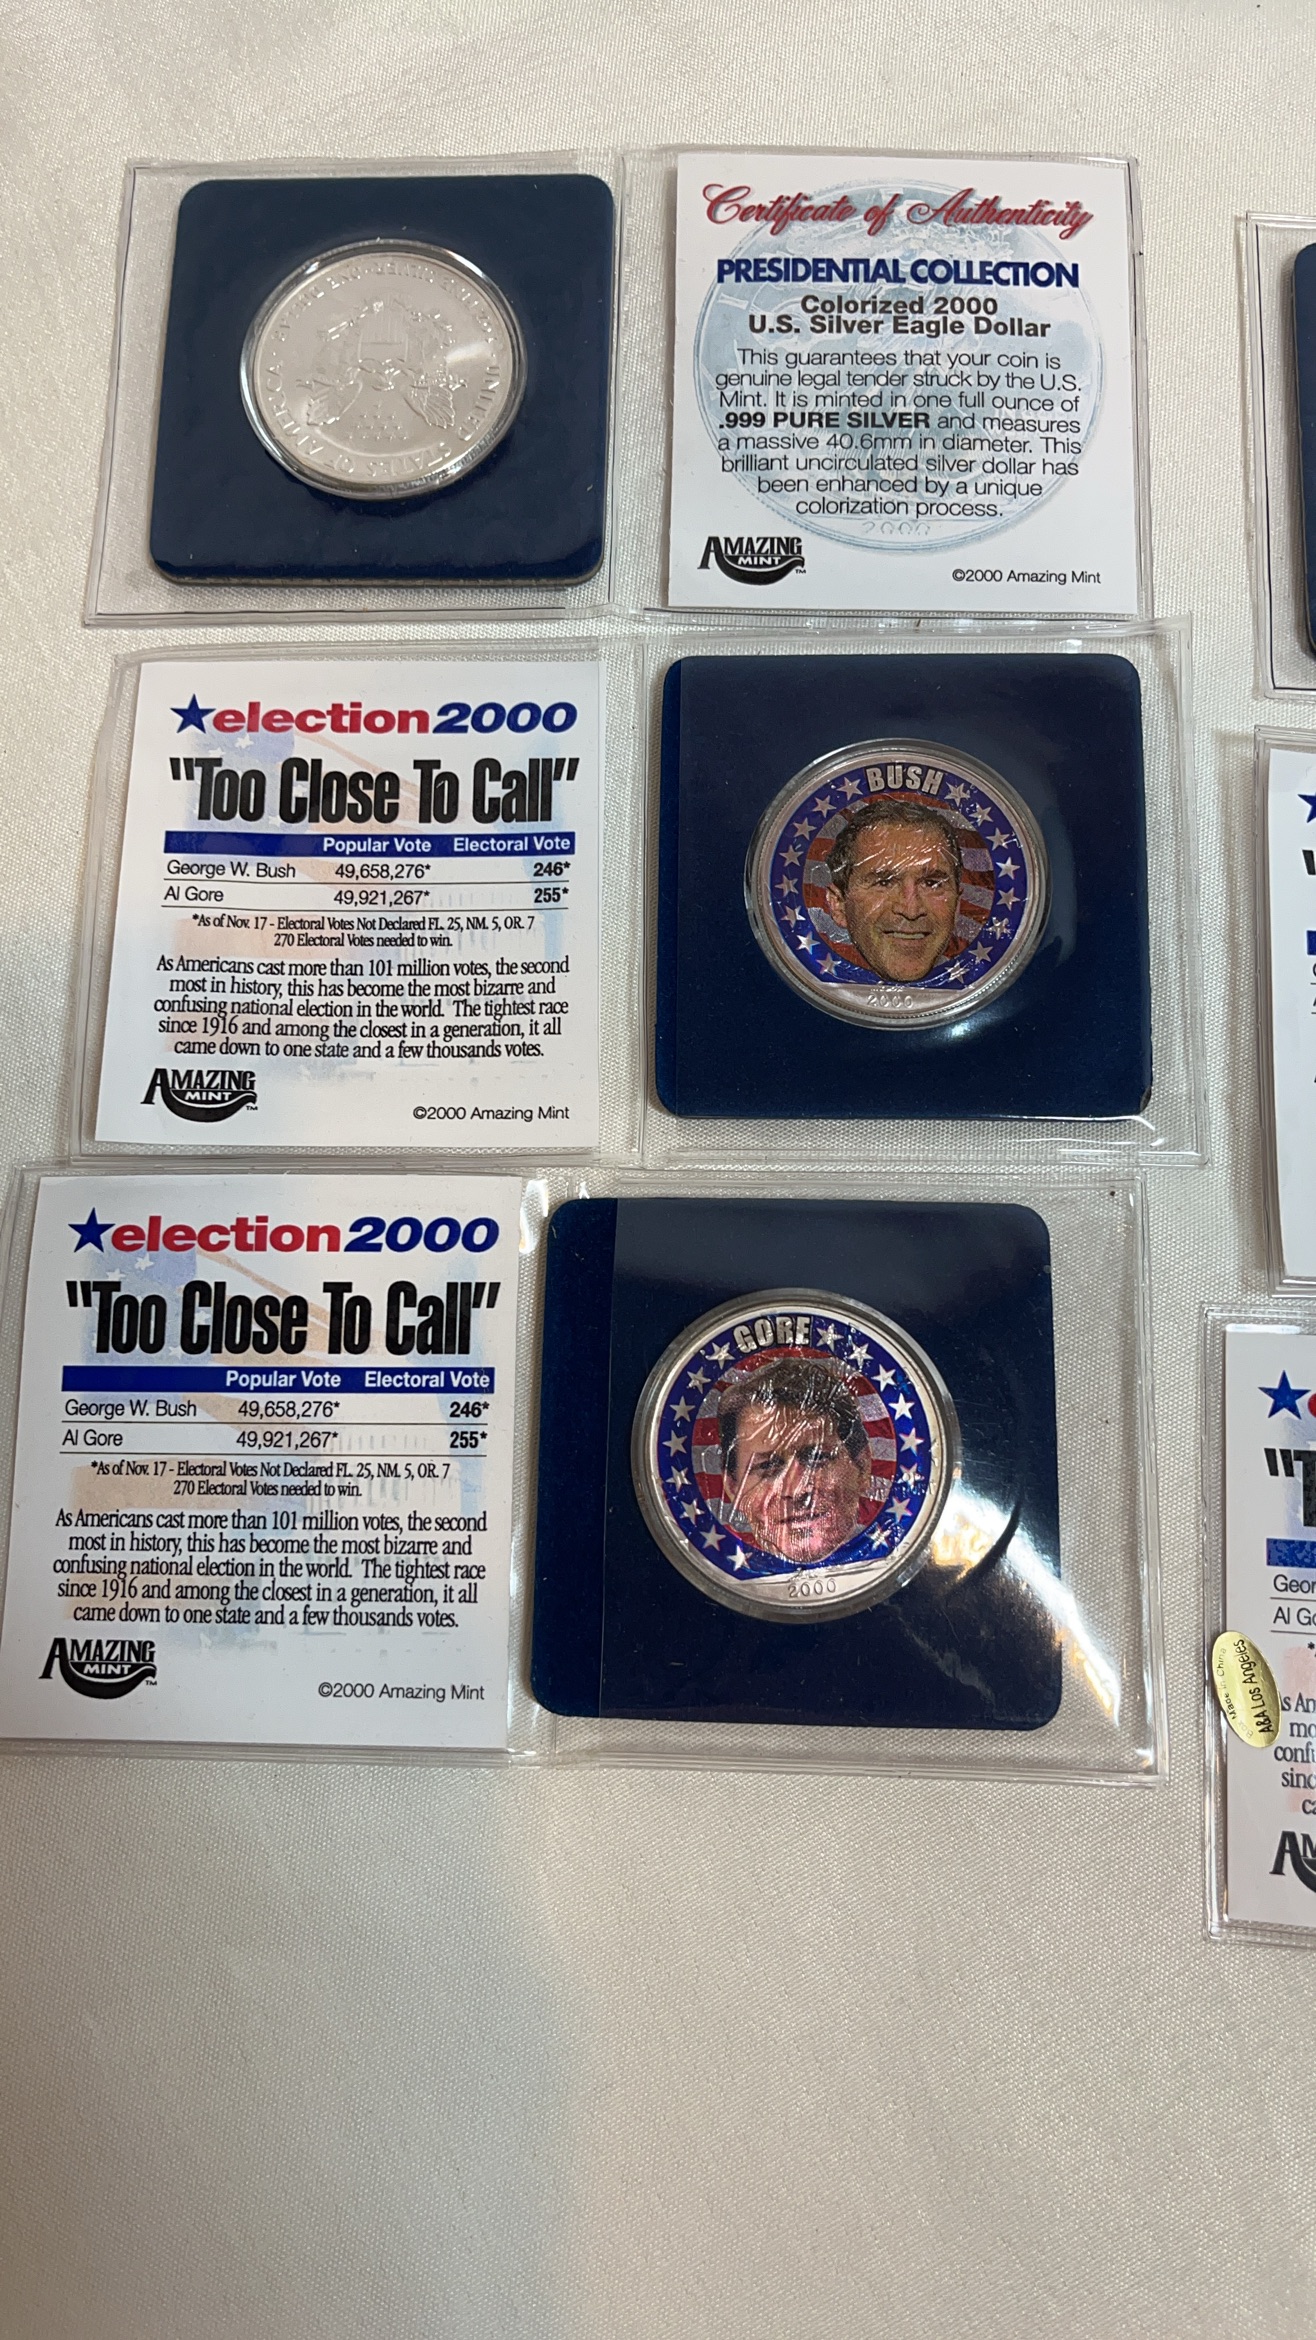 Certificate of Authenticity
PRESIDENTIAL COLLECTION
Colorized 2000
U.S. Silver Eagle Dollar
This guarantees that your coin is
genuine legal tender struck by the U.S.
Mint. It is minted in one full ounce of
.999 PURE SILVER and measures
a massive 40.6mm in diameter. This
brilliant uncirculated silver dollar has
been enhanced by a unique
colorization process.
2000
AMAZING
MINT™
©2000 Amazing Mint
UNITED STATES OF AMERICA
election2000
"Too Close To Call"
Popular Vote Electoral Vote
George W. Bush 49,658,276* 246*
Al Gore 49,921,267* 255*
*As of Nov. 17 - Electoral Votes Not Declared FL. 25, NM. 5, OR. 7
270 Electoral Votes needed to win.
As Americans cast more than 101 million votes, the second
most in history, this has become the most bizarre and
confusing national election in the world. The tightest race
since 1916 and among the closest in a generation, it all
came down to one state and a few thousands votes.
AMAZING
MINT™
©2000 Amazing Mint
BUSH
2000
election2000
"Too Close To Call"
Popular Vote Electoral Vote
George W. Bush 49,658,276* 246*
Al Gore 49,921,267* 255*
*As of Nov. 17 - Electoral Votes Not Declared FL. 25, NM. 5, OR. 7
270 Electoral Votes needed to win.
As Americans cast more than 101 million votes, the second
most in history, this has become the most bizarre and
confusing national election in the world. The tightest race
since 1916 and among the closest in a generation, it all
came down to one state and a few thousands votes.
AMAZING
MINT™
©2000 Amazing Mint
GORE
2000
Made in China
A&A Los Angeles